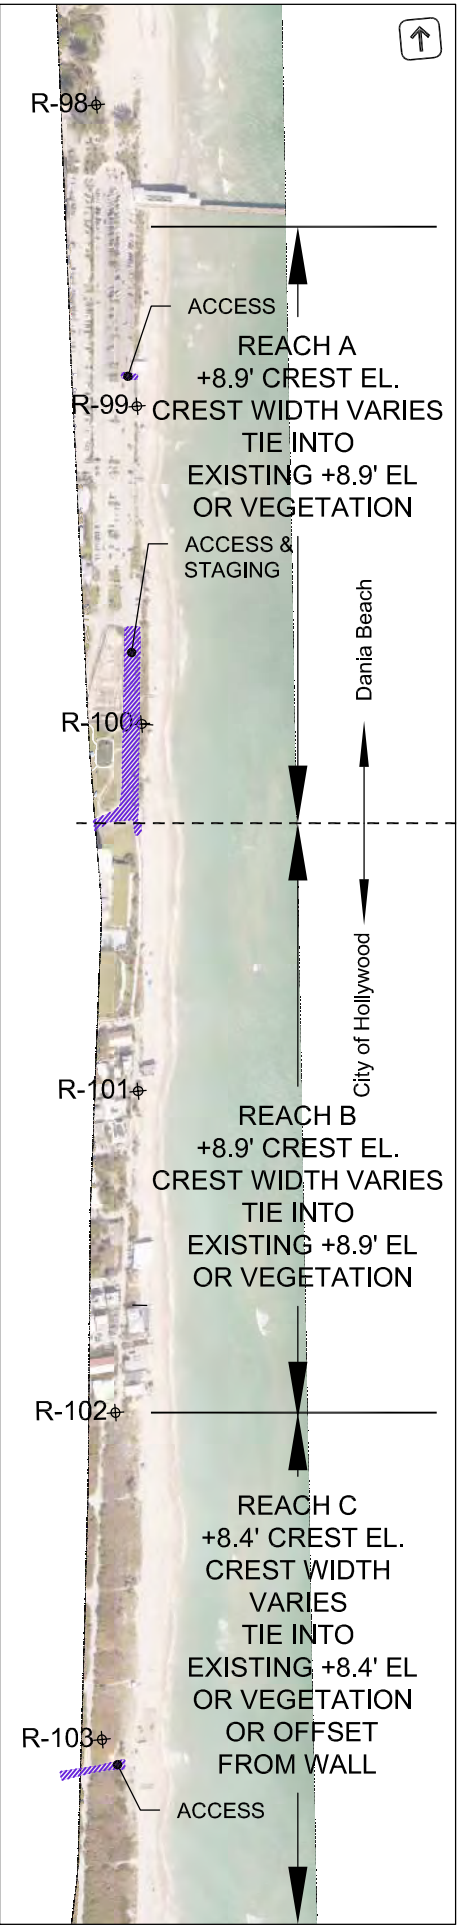 R-98
ACCESS
REACH A
+8.9' CREST EL.
R-99
CREST WIDTH VARIES
TIE INTO
EXISTING +8.9' EL
OR VEGETATION
ACCESS &
STAGING
Dania Beach
R-100
City of Hollywood
R-101
REACH B
+8.9' CREST EL.
CREST WIDTH VARIES
TIE INTO
EXISTING +8.9' EL
OR VEGETATION
R-102
REACH C
+8.4' CREST EL.
CREST WIDTH
VARIES
TIE INTO
EXISTING +8.4' EL
OR VEGETATION
OR OFFSET
FROM WALL
R-103
ACCESS